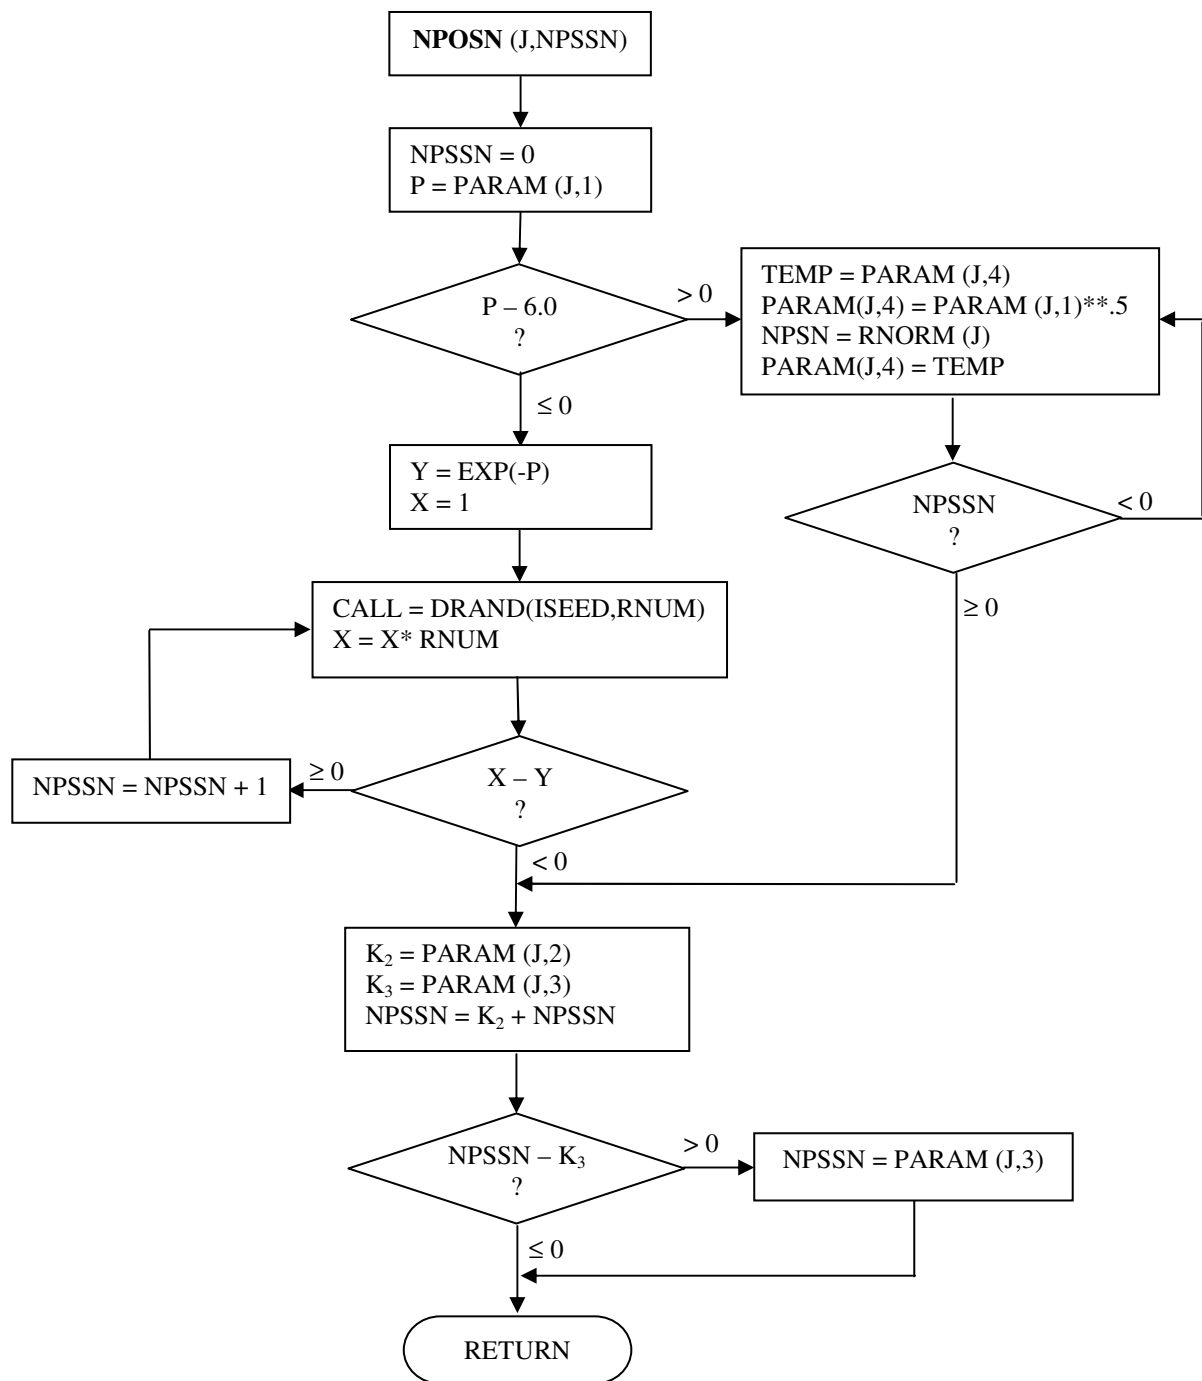 NPOSN (J,NPSSN)
NPSSN = 0
P = PARAM (J,1)
P – 6.0
?
> 0
≤ 0
TEMP = PARAM (J,4)
PARAM(J,4) = PARAM (J,1)**.5
NPSN = RNORM (J)
PARAM(J,4) = TEMP
NPSSN
?
< 0
≥ 0
Y = EXP(-P)
X = 1
CALL = DRAND(ISEED,RNUM)
X = X* RNUM
X – Y
?
≥ 0
NPSSN = NPSSN + 1
< 0
K₂ = PARAM (J,2)
K₃ = PARAM (J,3)
NPSSN = K₂ + NPSSN
NPSSN – K₃
?
> 0
NPSSN = PARAM (J,3)
≤ 0
RETURN